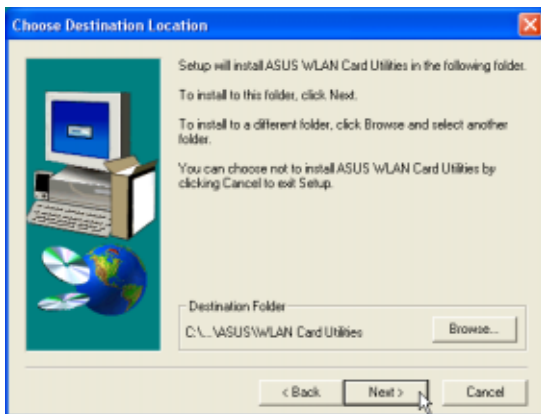 Choose Destination Location
Setup will install ASUS WLAN Card Utilities in the following folder.
To install to this folder, click Next.
To install to a different folder, click Browse and select another
folder.
You can choose not to install ASUS WLAN Card Utilities by
clicking Cancel to exit Setup.
Destination Folder
C:\...\ASUS\WLAN Card Utilities
Browse...
< Back
Next >
Cancel